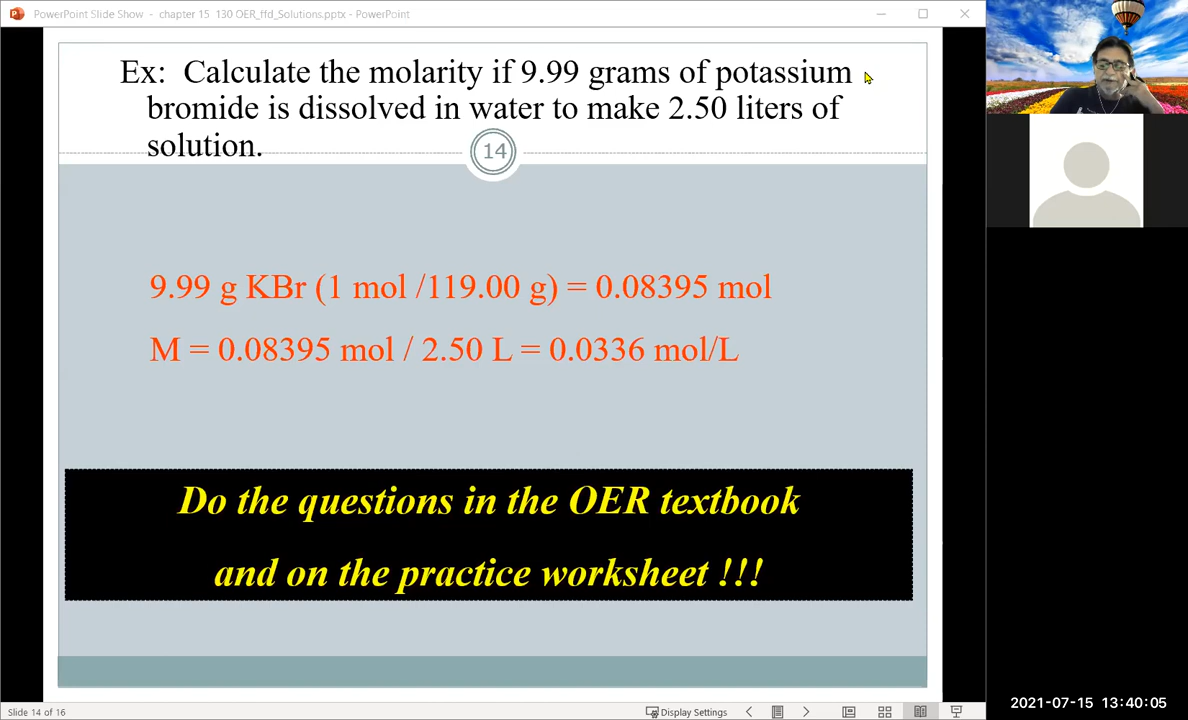 PowerPoint Slide Show - chapter 15 130 OER_ffd_Solutions.pptx - PowerPoint
Ex: Calculate the molarity if 9.99 grams of potassium
bromide is dissolved in water to make 2.50 liters of
solution.
14
9.99 g KBr (1 mol /119.00 g) = 0.08395 mol
M = 0.08395 mol / 2.50 L = 0.0336 mol/L
Do the questions in the OER textbook
and on the practice worksheet !!!
Slide 14 of 16
Display Settings
2021-07-15 13:40:05